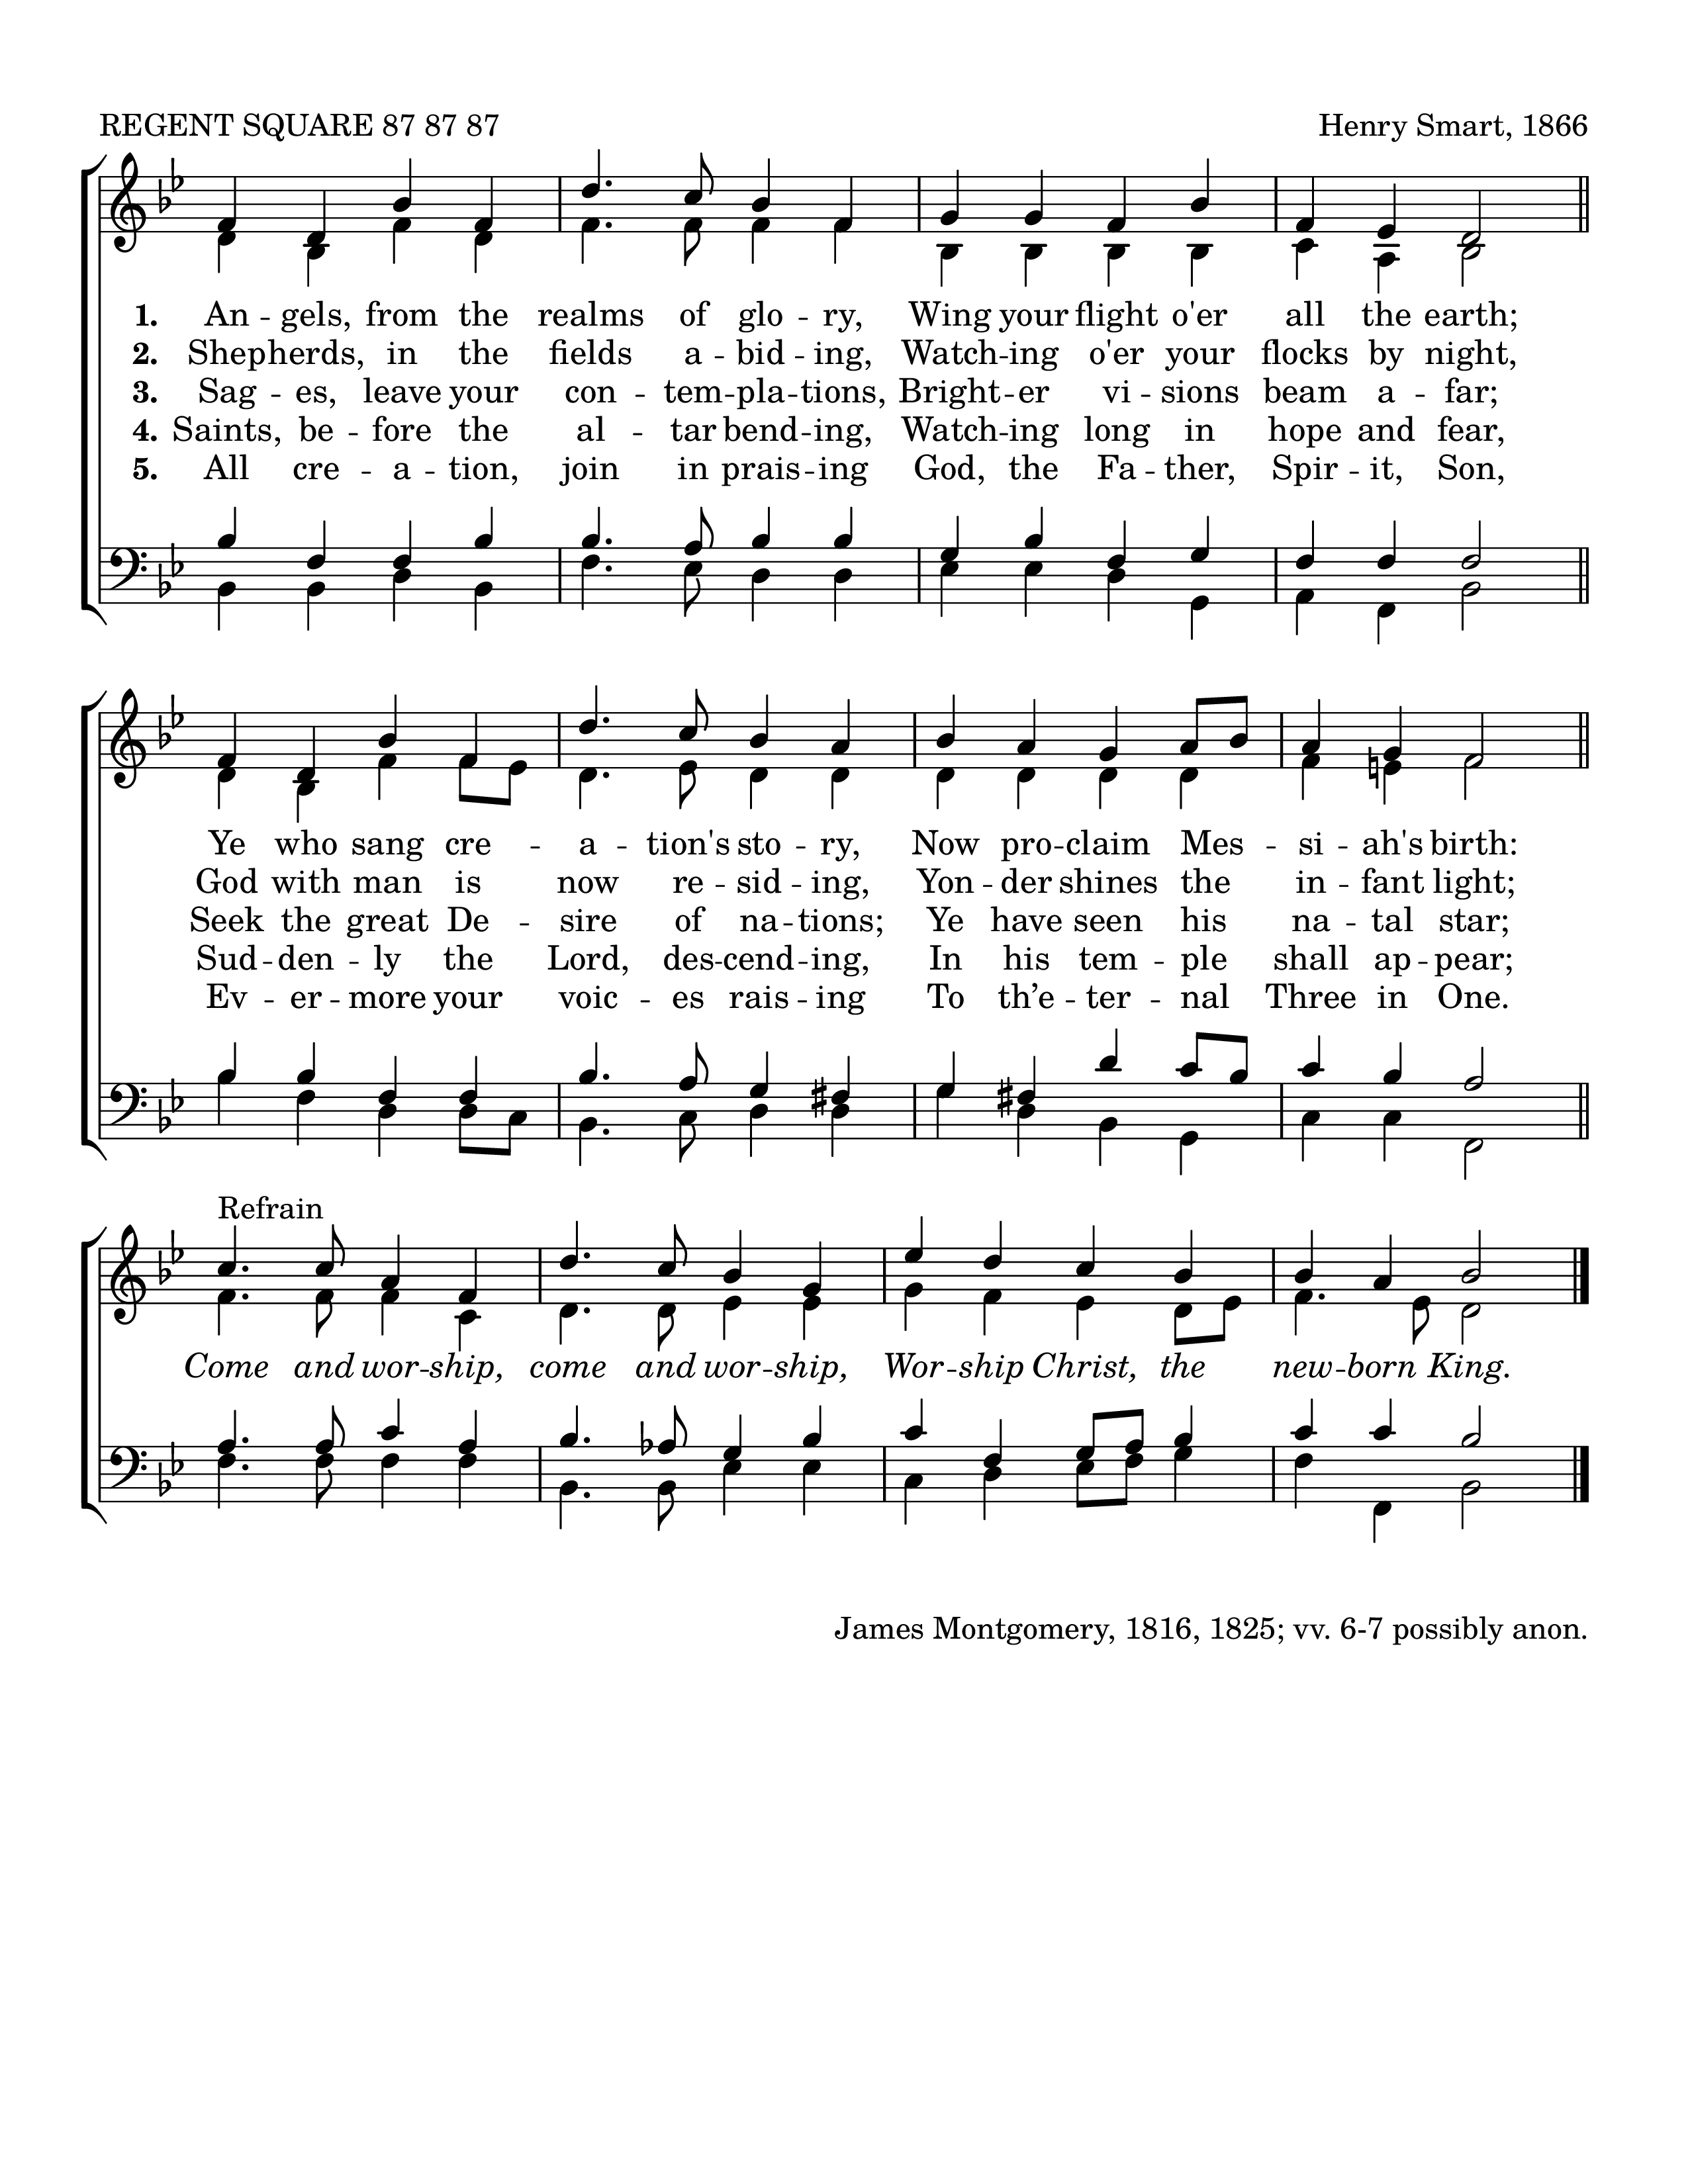 REGENT SQUARE 87 87 87 Henry Smart, 1866
1. An - gels, from the realms of glo - ry, Wing your flight o'er all the earth;
2. Shepherds, in the fields a - bid - ing, Watch - ing o'er your flocks by night,
3. Sag - es, leave your con - tem - pla - tions, Bright - er vi - sions beam a - far;
4. Saints, be - fore the al - tar bend - ing, Watch - ing long in hope and fear,
5. All cre - a - tion, join in prais - ing God, the Fa - ther, Spir - it, Son,
Ye who sang cre - a - tion's sto - ry, Now pro - claim Mes - si - ah's birth:
God with man is now re - sid - ing, Yon - der shines the in - fant light;
Seek the great De - sire of na - tions; Ye have seen his na - tal star;
Sud - den - ly the Lord, des - cend - ing, In his tem - ple shall ap - pear;
Ev - er - more your voic - es rais - ing To th’e - ter - nal Three in One.
Refrain
Come and wor - ship, come and wor - ship, Wor - ship Christ, the new - born King.
James Montgomery, 1816, 1825; vv. 6-7 possibly anon.